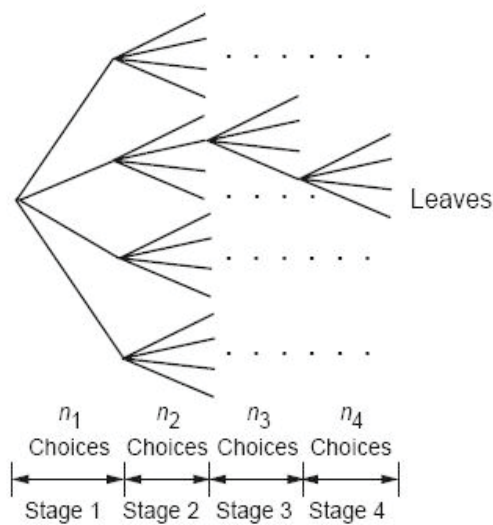 Leaves
n₁ n₂ n₃ n₄
Choices Choices Choices Choices
Stage 1 Stage 2 Stage 3 Stage 4